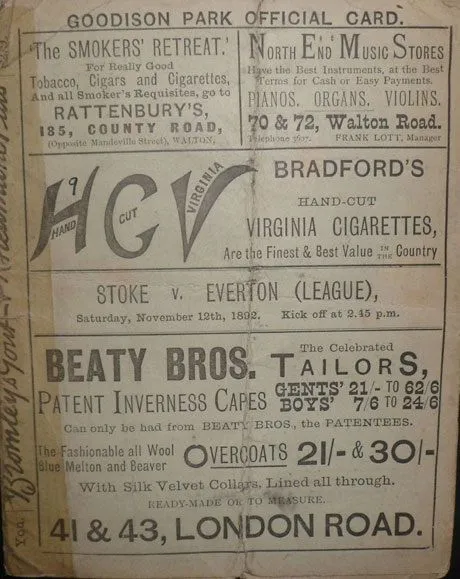 GOODISON PARK OFFICIAL CARD.
'The SMOKERS' RETREAT.'
For Really Good
Tobacco, Cigars and Cigarettes,
And all Smoker's Requisites, go to
RATTENBURY'S,
185, COUNTY ROAD,
(Opposite Mandeville Street), WALTON,
NORTH END MUSIC STORES
Have the Best Instruments, at the Best
Terms for Cash or Easy Payments.
PIANOS. ORGANS. VIOLINS.
70 & 72, Walton Road.
Telephone
FRANK LOTT, Manager
9
HCV
HAND CUT VIRGINIA
BRADFORD'S
HAND-CUT
VIRGINIA CIGARETTES,
Are the Finest & Best Value IN THE Country
STOKE v. EVERTON (LEAGUE),
Saturday, November 12th, 1892. Kick off at 2.45 p.m.
BEATY BROS.
The Celebrated
TAILORS,
PATENT INVERNESS CAPES
GENTS' 21/- TO 62/6
BOYS' 7/6 TO 24/6
Can only be had from BEATY BROS., the PATENTEES.
The Fashionable all Wool
Blue Melton and Beaver
OVERCOATS 21/- & 30/-
With Silk Velvet Collars, Lined all through.
READY-MADE OR TO MEASURE.
41 & 43, LONDON ROAD.
You